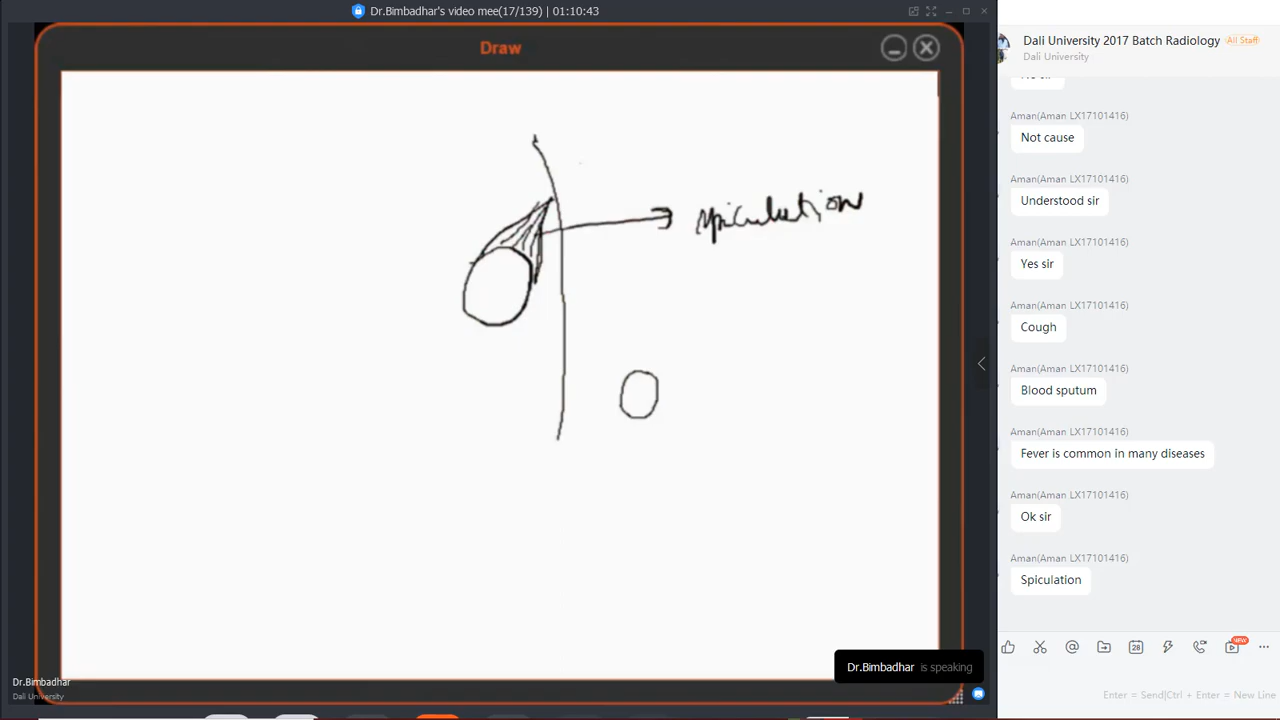 Dr.Bimbadhar's video mee(17/139) | 01:10:43
Draw
spiculation
Dr.Bimbadhar is speaking
Dr.Bimbadhar
Dali University
Dali University 2017 Batch Radiology All Staff
Dali University
Aman(Aman LX17101416)
Not cause
Aman(Aman LX17101416)
Understood sir
Aman(Aman LX17101416)
Yes sir
Aman(Aman LX17101416)
Cough
Aman(Aman LX17101416)
Blood sputum
Aman(Aman LX17101416)
Fever is common in many diseases
Aman(Aman LX17101416)
Ok sir
Aman(Aman LX17101416)
Spiculation
28
NEW
Enter = Send|Ctrl + Enter = New Line